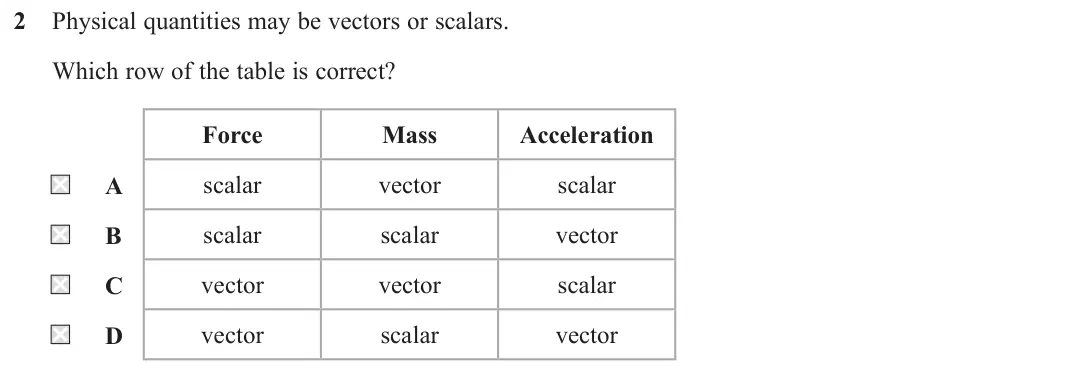 2 Physical quantities may be vectors or scalars.
Which row of the table is correct?
Force Mass Acceleration
A scalar vector scalar
B scalar scalar vector
C vector vector scalar
D vector scalar vector